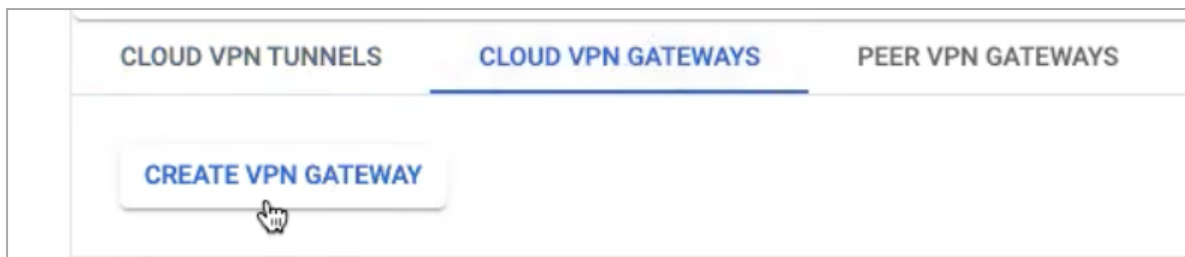 CLOUD VPN TUNNELS CLOUD VPN GATEWAYS PEER VPN GATEWAYS
CREATE VPN GATEWAY